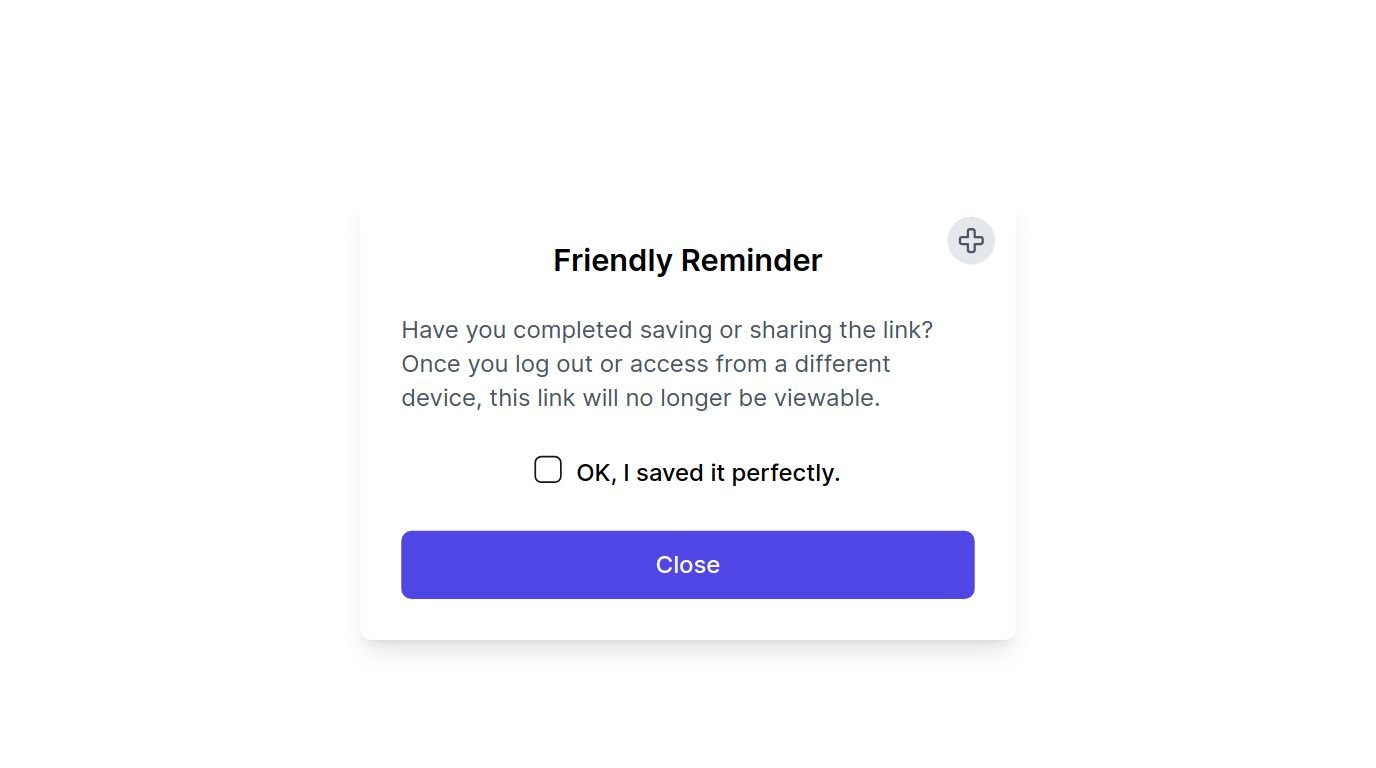 Friendly Reminder
Have you completed saving or sharing the link?
Once you log out or access from a different
device, this link will no longer be viewable.
OK, I saved it perfectly.
Close